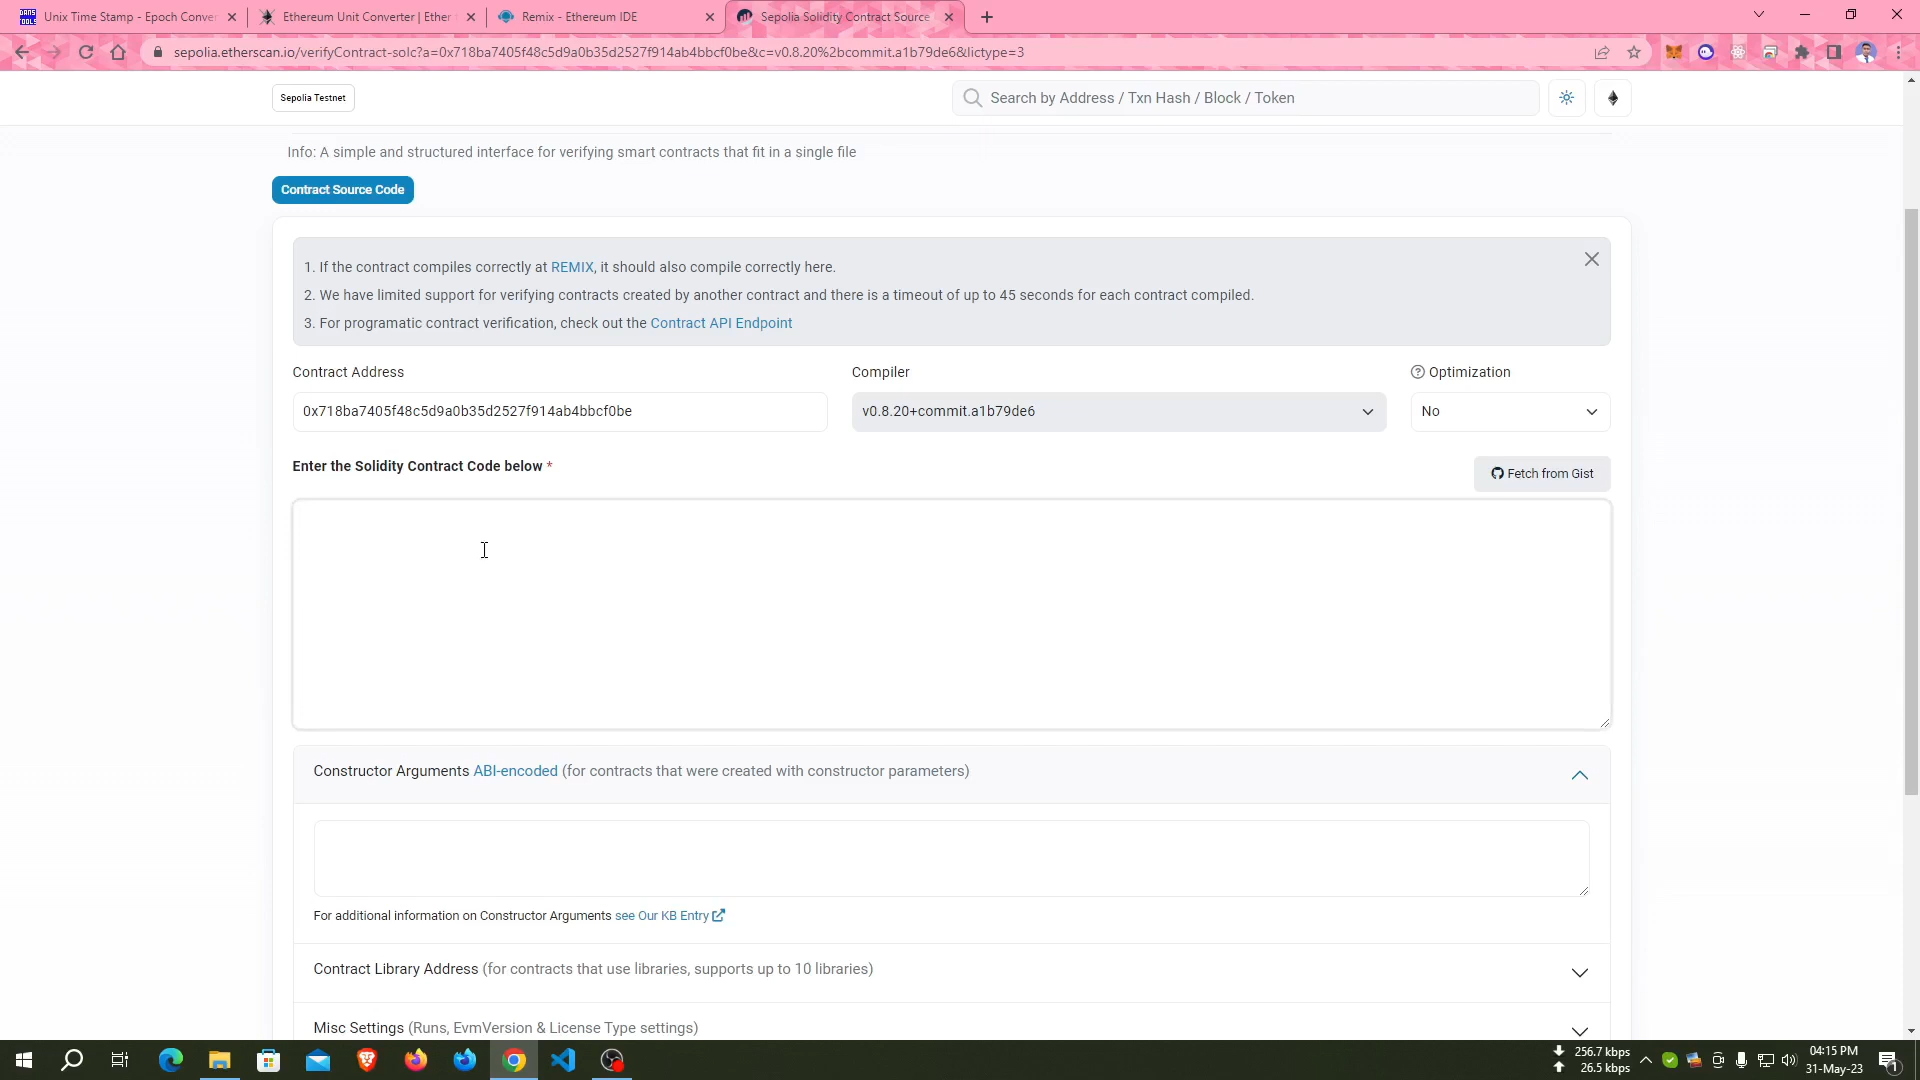 Unix Time Stamp - Epoch Conver
Ethereum Unit Converter | Ether
Remix - Ethereum IDE
Sepolia Solidity Contract Source
sepolia.etherscan.io/verifyContract-solc?a=0x718ba7405f48c5d9a0b35d2527f914ab4bbcf0be&c=v0.8.20%2bcommit.a1b79de6&lictype=3
Sepolia Testnet
Search by Address / Txn Hash / Block / Token
Info: A simple and structured interface for verifying smart contracts that fit in a single file
Contract Source Code
1. If the contract compiles correctly at REMIX, it should also compile correctly here.
2. We have limited support for verifying contracts created by another contract and there is a timeout of up to 45 seconds for each contract compiled.
3. For programatic contract verification, check out the Contract API Endpoint
Contract Address
Compiler
Optimization
0x718ba7405f48c5d9a0b35d2527f914ab4bbcf0be
v0.8.20+commit.a1b79de6
No
Enter the Solidity Contract Code below *
Fetch from Gist
Constructor Arguments ABI-encoded (for contracts that were created with constructor parameters)
For additional information on Constructor Arguments see Our KB Entry
Contract Library Address (for contracts that use libraries, supports up to 10 libraries)
Misc Settings (Runs, EvmVersion & License Type settings)
256.7 kbps
26.5 kbps
04:15 PM
31-May-23
1